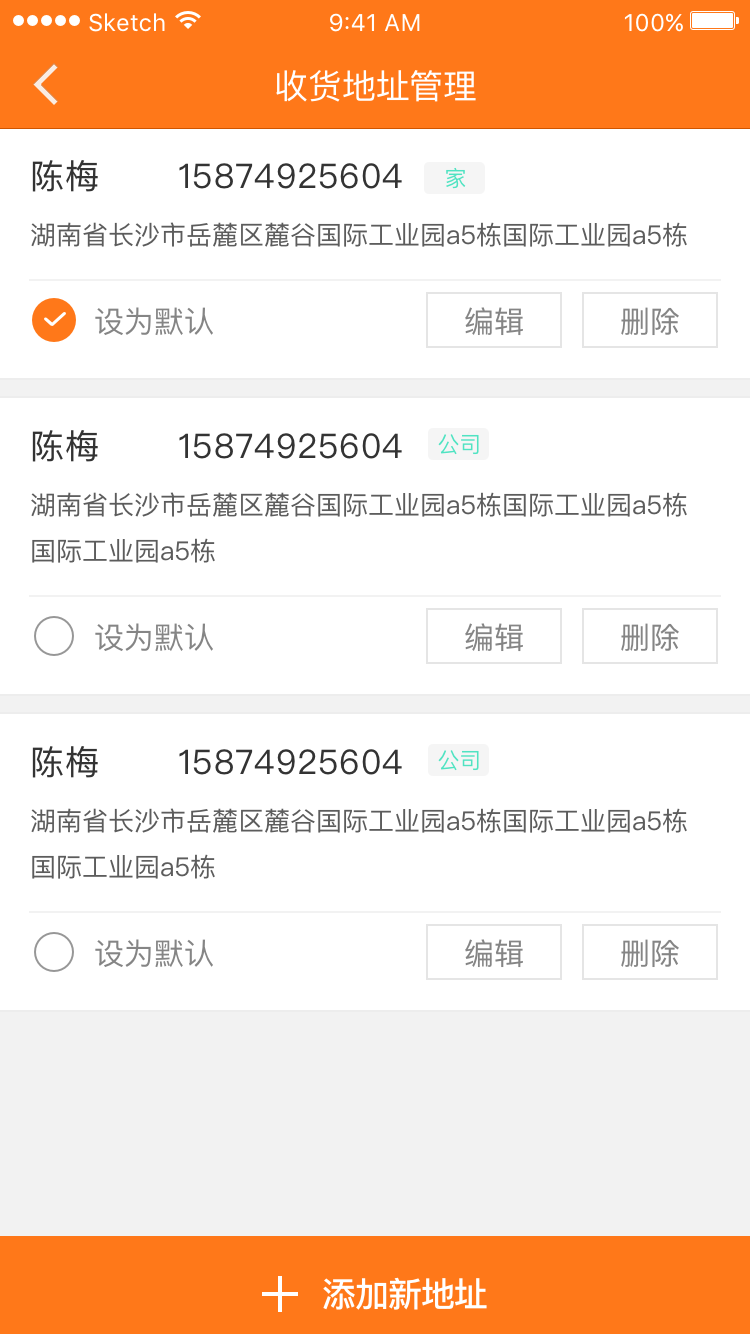 Sketch 9:41 AM 100%
收货地址管理
陈梅 15874925604 家
湖南省长沙市岳麓区麓谷国际工业园a5栋国际工业园a5栋
设为默认 编辑 删除
陈梅 15874925604 公司
湖南省长沙市岳麓区麓谷国际工业园a5栋国际工业园a5栋
国际工业园a5栋
设为默认 编辑 删除
陈梅 15874925604 公司
湖南省长沙市岳麓区麓谷国际工业园a5栋国际工业园a5栋
国际工业园a5栋
设为默认 编辑 删除
添加新地址